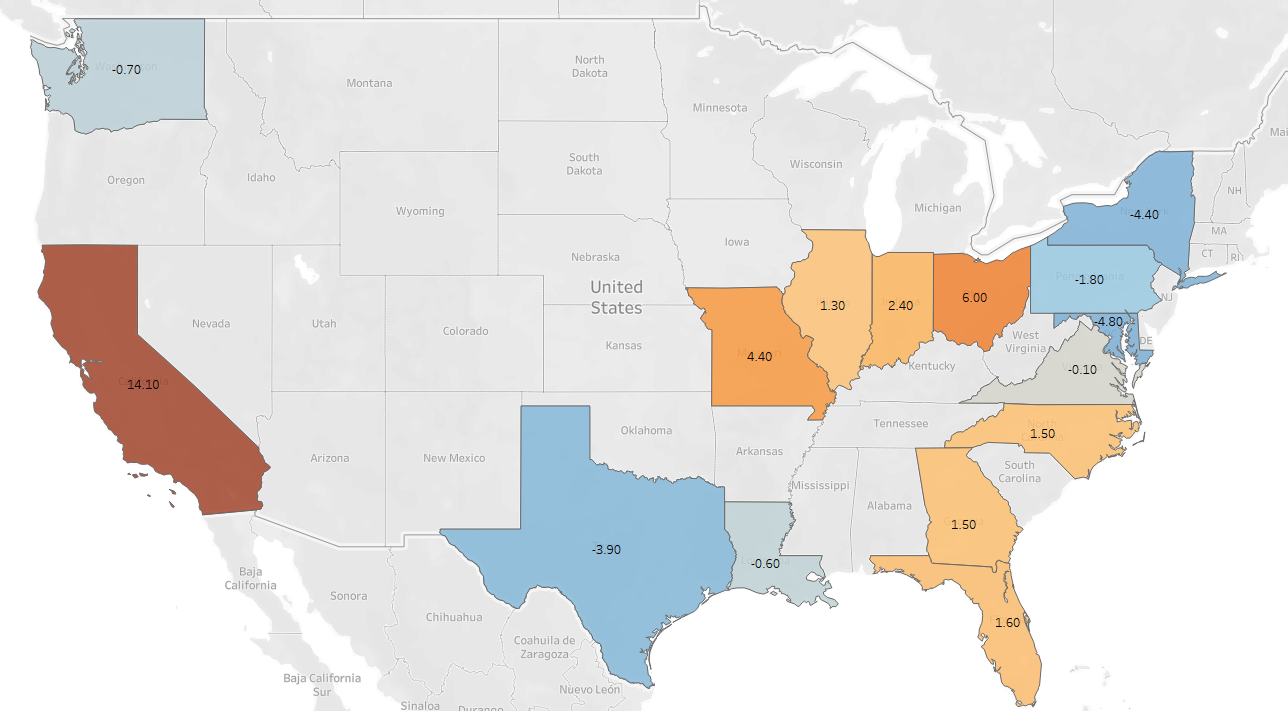 -0.70
Montana
North
Dakota
Minnesota
Mai
Oregon
Idaho
South
Dakota
Wisconsin
Wyoming
Michigan
NH
-4.40
MA
Iowa
CT
RI
Nebraska
United
States
-1.80
NJ
6.00
1.30
2.40
Nevada
Utah
Colorado
-4.80
Kansas
West
Virginia
DE
4.40
Kentucky
-0.10
14.10
Tennessee
Oklahoma
1.50
Arizona
New Mexico
Arkansas
South
Carolina
Mississippi
Alabama
1.50
-3.90
-0.60
Baja
California
Sonora
Chihuahua
1.60
Coahuila de
Zaragoza
Baja California
Sur
Nuevo León
Sinaloa
Durango